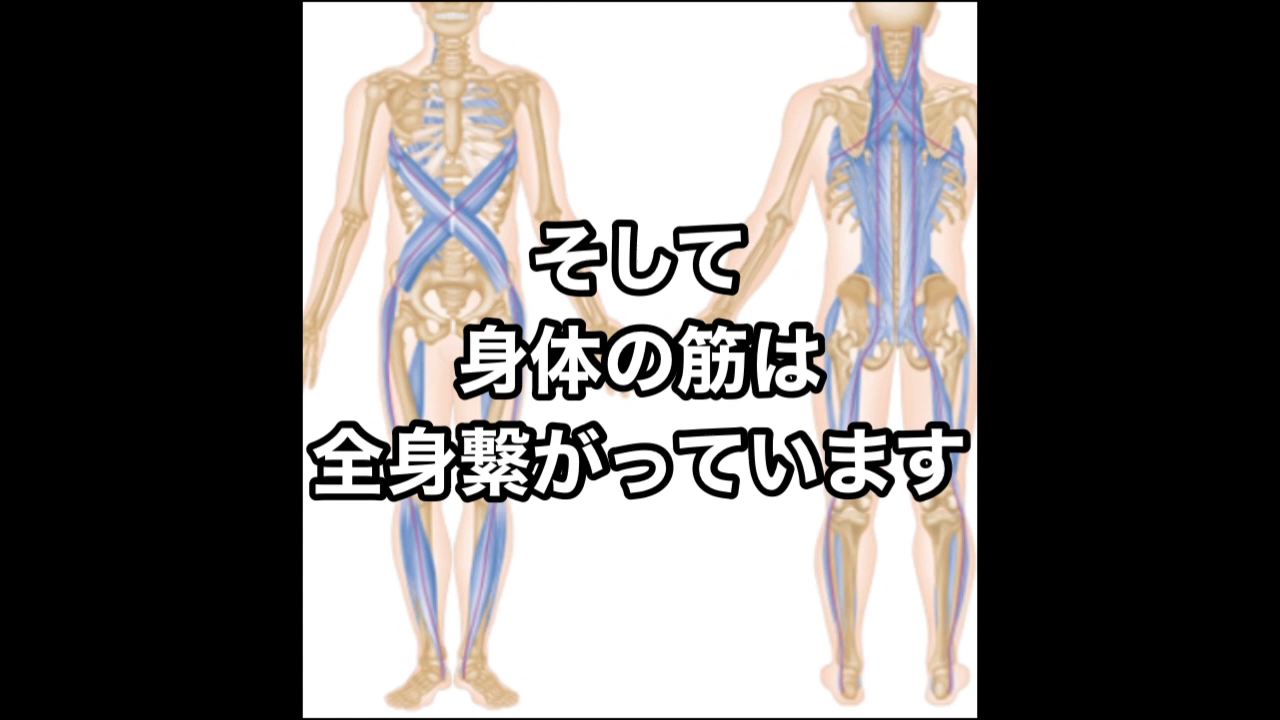 そして
身体の筋は
全身繋がっています